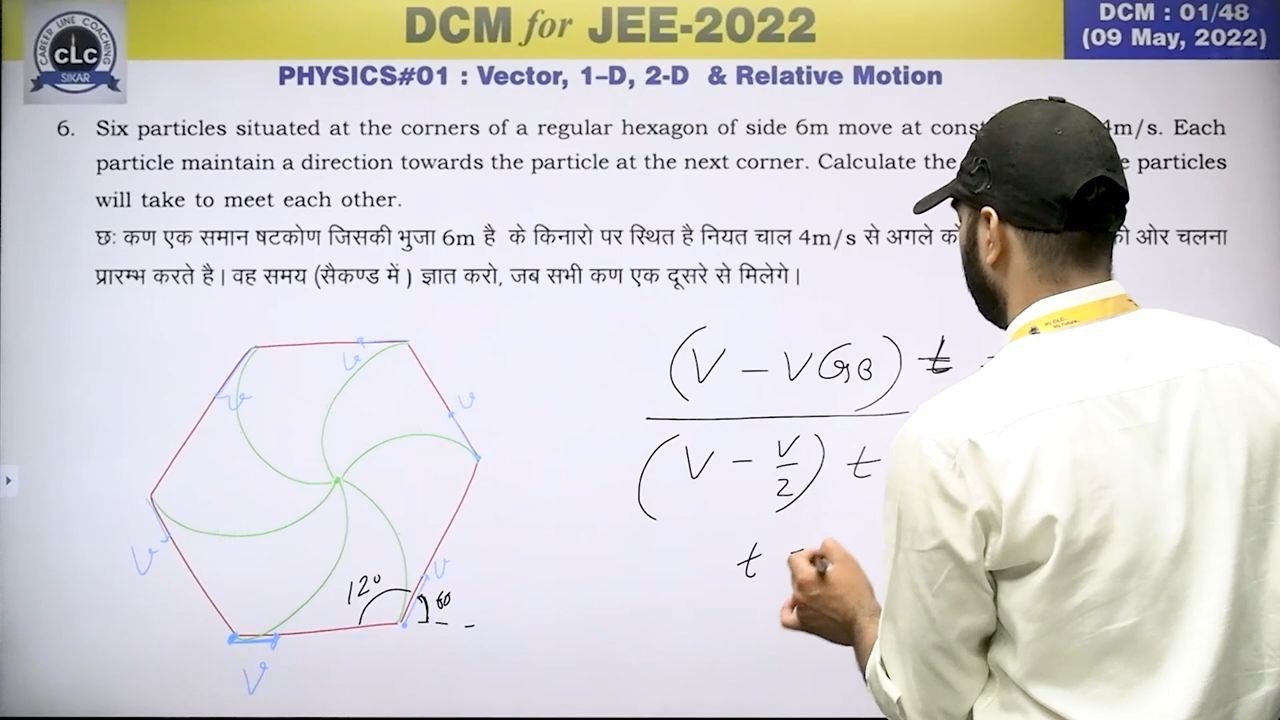 DCM for JEE-2022
DCM : 01/48
(09 May, 2022)
CAREER LINE COACHING
CLC
SIKAR
PHYSICS#01 : Vector, 1-D, 2-D & Relative Motion
6. Six particles situated at the corners of a regular hexagon of side 6m move at cons 4m/s. Each
particle maintain a direction towards the particle at the next corner. Calculate the particles
will take to meet each other.
छः कण एक समान षटकोण जिसकी भुजा 6m है के किनारो पर स्थित है नियत चाल 4m/s से अगले ओर चलना
प्रारम्भ करते है। वह समय (सैकण्ड में ) ज्ञात करो, जब सभी कण एक दूसरे से मिलेगे।
(V - V Cos) t
(V - V/2) t
t
v
v
v
v
v
V
120
60